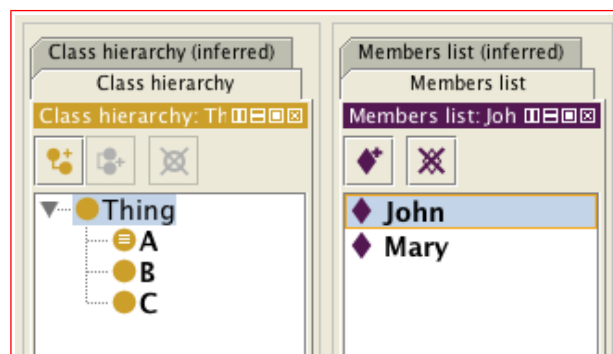 Class hierarchy (inferred)
Class hierarchy
Class hierarchy: Th
Thing
A
B
C
Members list (inferred)
Members list
Members list: Joh
John
Mary